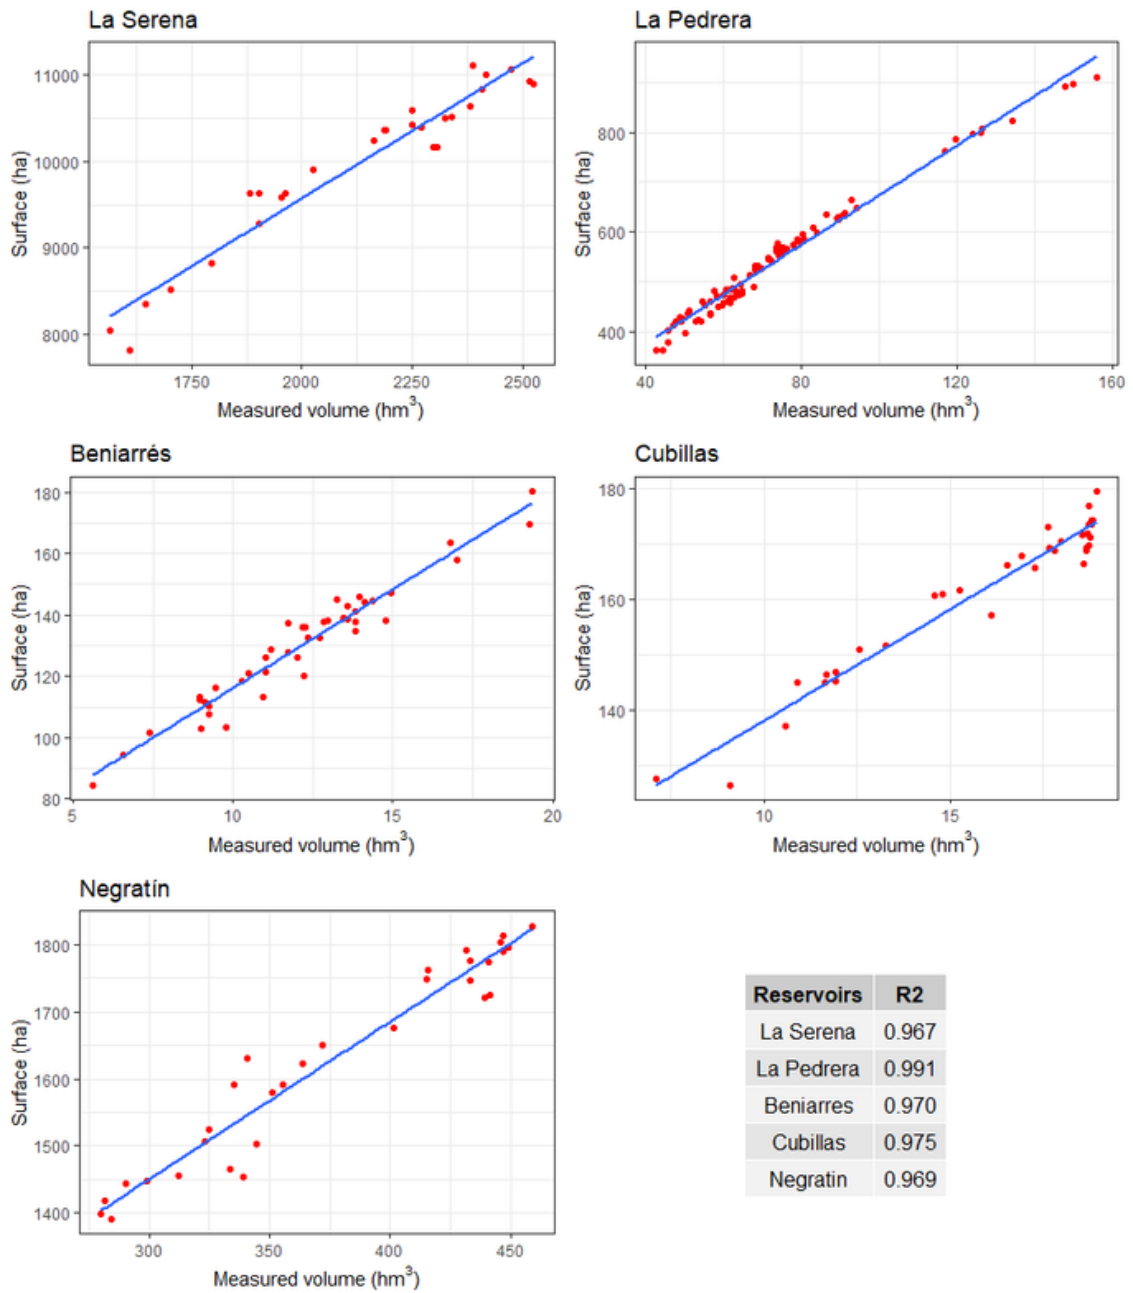 La Serena
11000
10000
9000
8000
Surface (ha)
1750 2000 2250 2500
Measured volume (hm³)
La Pedrera
800
600
400
Surface (ha)
40 80 120 160
Measured volume (hm³)
Beniarrés
180
160
140
120
100
80
Surface (ha)
5 10 15 20
Measured volume (hm³)
Cubillas
180
160
140
Surface (ha)
10 15
Measured volume (hm³)
Negratín
1800
1700
1600
1500
1400
Surface (ha)
300 350 400 450
Measured volume (hm³)
Reservoirs R2
La Serena 0.967
La Pedrera 0.991
Beniarres 0.970
Cubillas 0.975
Negratin 0.969